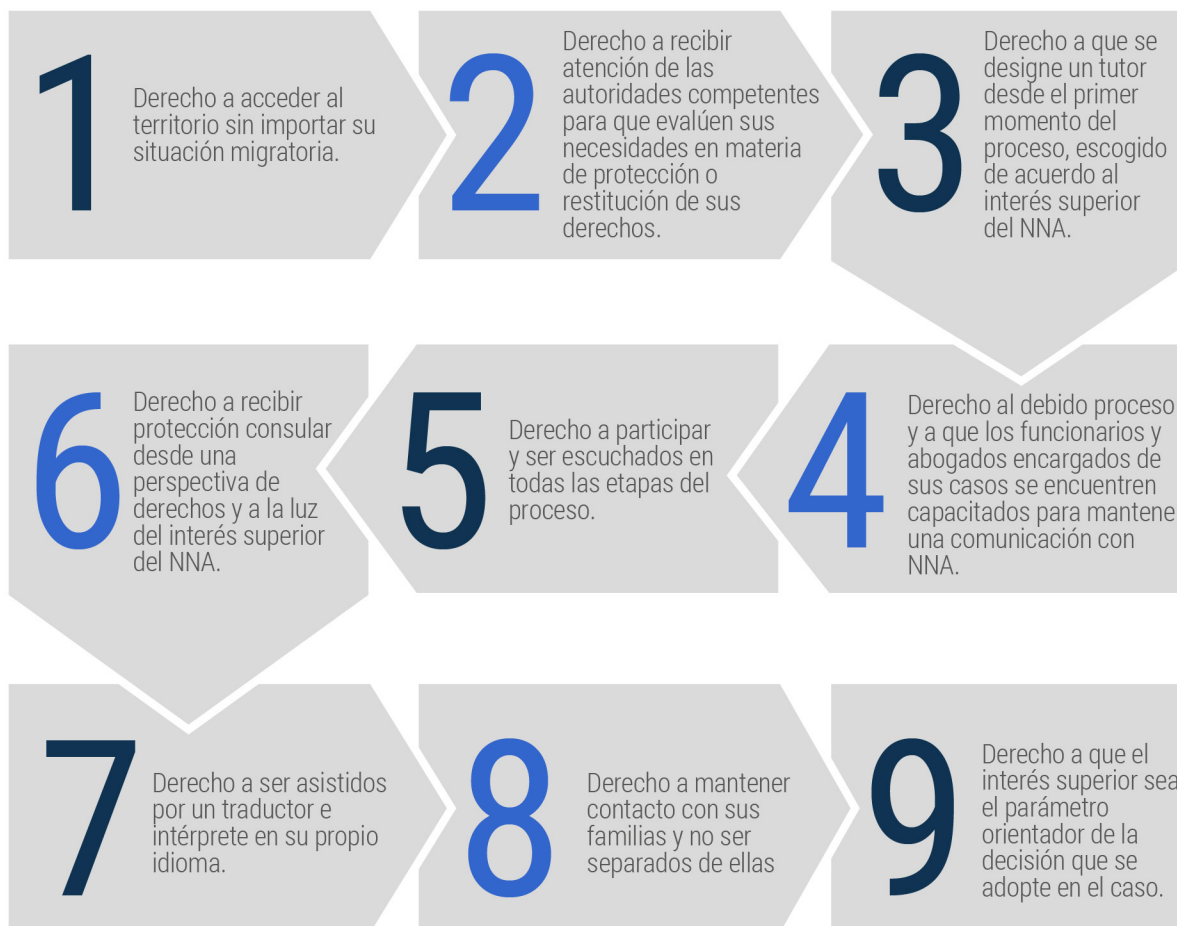 1
Derecho a acceder al
territorio sin importar su
situación migratoria.
2
Derecho a recibir
atención de las
autoridades competentes
para que evalúen sus
necesidades en materia
de protección o
restitución de sus
derechos.
3
Derecho a que se
designe un tutor
desde el primer
momento del
proceso, escogido
de acuerdo al
interés superior
del NNA.
4
Derecho al debido proceso
y a que los funcionarios y
abogados encargados de
sus casos se encuentren
capacitados para mantene
una comunicación con
NNA.
5
Derecho a participar
y ser escuchados en
todas las etapas del
proceso.
6
Derecho a recibir
protección consular
desde una
perspectiva de
derechos y a la luz
del interés superior
del NNA.
7
Derecho a ser asistidos
por un traductor e
intérprete en su propio
idioma.
8
Derecho a mantener
contacto con sus
familias y no ser
separados de ellas
9
Derecho a que el
interés superior sea
el parámetro
orientador de la
decisión que se
adopte en el caso.